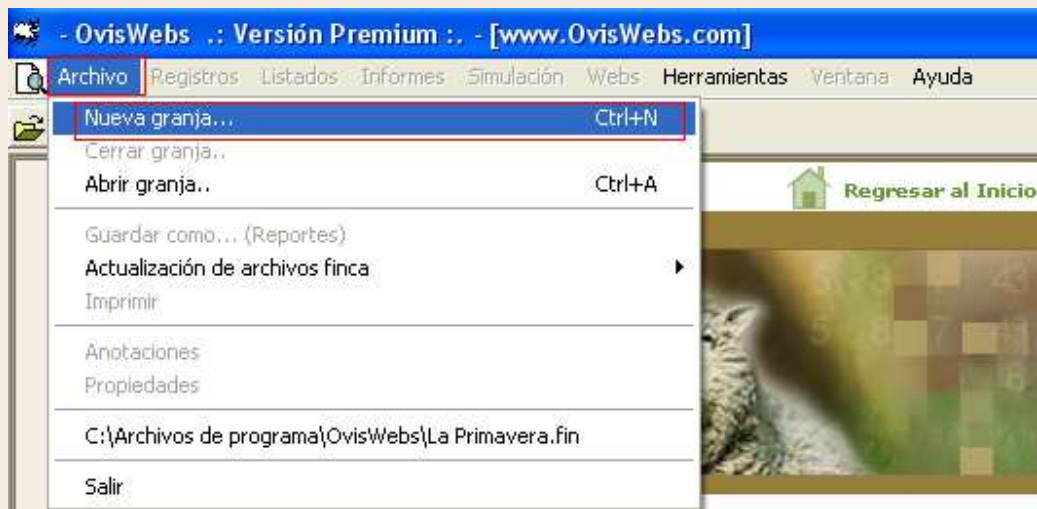 - OvisWebs .: Versión Premium :. - [www.OvisWebs.com]
Archivo Registros Listados Informes Simulación Webs Herramientas Ventana Ayuda
Nueva granja... Ctrl+N
Cerrar granja..
Abrir granja.. Ctrl+A
Regresar al Inicio
Guardar como... (Reportes)
Actualización de archivos finca
Imprimir
Anotaciones
Propiedades
C:\Archivos de programa\OvisWebs\La Primavera.fin
Salir